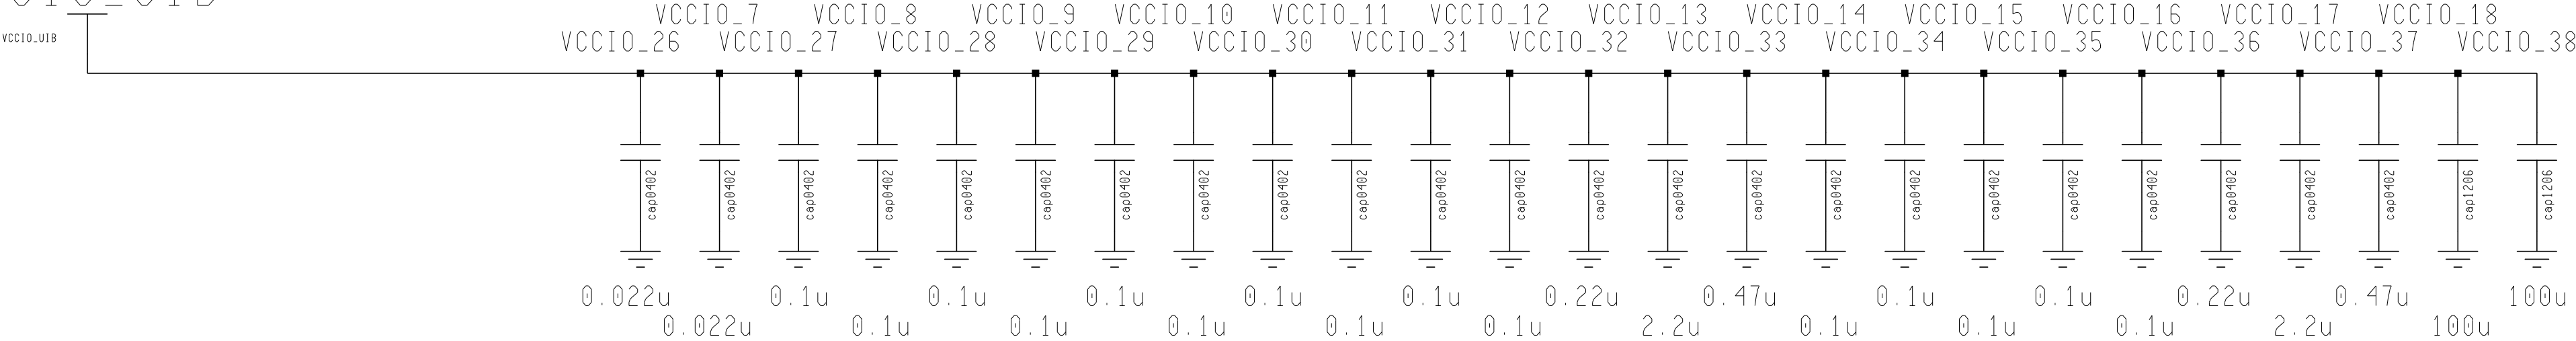 VCCIO_7 VCCIO_8 VCCIO_9 VCCIO_10 VCCIO_11 VCCIO_12 VCCIO_13 VCCIO_14 VCCIO_15 VCCIO_16 VCCIO_17 VCCIO_18
VCCIO_UIB
VCCIO_26 VCCIO_27 VCCIO_28 VCCIO_29 VCCIO_30 VCCIO_31 VCCIO_32 VCCIO_33 VCCIO_34 VCCIO_35 VCCIO_36 VCCIO_37 VCCIO_38
cap0402 cap0402 cap0402 cap0402 cap0402 cap0402 cap0402 cap0402 cap0402 cap0402 cap0402 cap0402 cap0402 cap0402 cap0402 cap0402 cap0402 cap0402 cap0402 cap0402 cap0402 cap0402 cap0402 cap1206 cap1206
0.022u 0.1u 0.1u 0.1u 0.1u 0.1u 0.22u 0.47u 0.1u 0.1u 0.22u 0.47u 100u
0.022u 0.1u 0.1u 0.1u 0.1u 0.1u 2.2u 0.1u 0.1u 0.1u 2.2u 100u